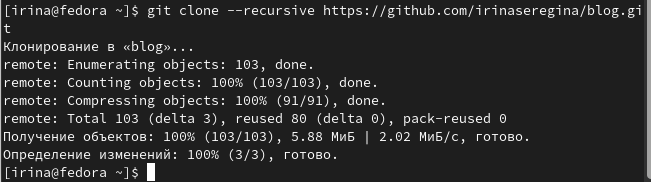 [irina@fedora ~]$ git clone --recursive https://github.com/irinaseregina/blog.gi
t
Клонирование в «blog»...
remote: Enumerating objects: 103, done.
remote: Counting objects: 100% (103/103), done.
remote: Compressing objects: 100% (91/91), done.
remote: Total 103 (delta 3), reused 80 (delta 0), pack-reused 0
Получение объектов: 100% (103/103), 5.88 МиБ | 2.02 МиБ/с, готово.
Определение изменений: 100% (3/3), готово.
[irina@fedora ~]$